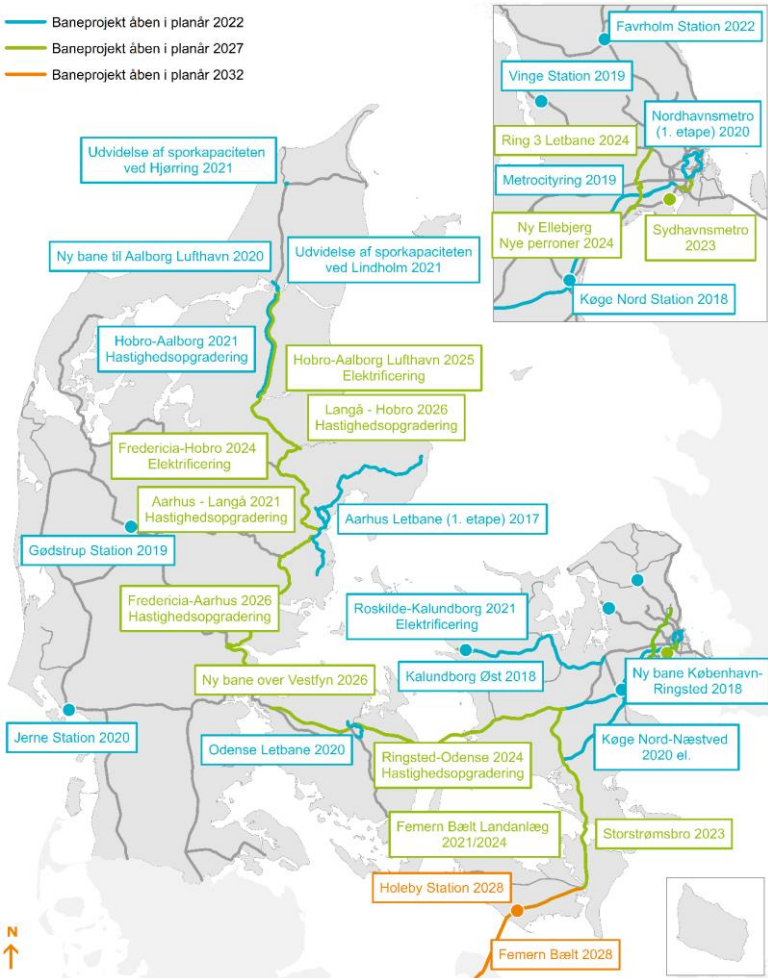 Baneprojekt åben i planår 2022
Baneprojekt åben i planår 2027
Baneprojekt åben i planår 2032
Favrholm Station 2022
Vinge Station 2019
Nordhavnsmetro
(1. etape) 2020
Ring 3 Letbane 2024
Metrocityring 2019
Ny Ellebjerg
Nye perroner 2024
Sydhavnsmetro
2023
Køge Nord Station 2018
Udvidelse af sporkapaciteten
ved Hjørring 2021
Ny bane til Aalborg Lufthavn 2020
Udvidelse af sporkapaciteten
ved Lindholm 2021
Hobro-Aalborg 2021
Hastighedsopgradering
Hobro-Aalborg Lufthavn 2025
Elektrificering
Langå - Hobro 2026
Hastighedsopgradering
Fredericia-Hobro 2024
Elektrificering
Aarhus - Langå 2021
Hastighedsopgradering
Aarhus Letbane (1. etape) 2017
Gødstrup Station 2019
Fredericia-Aarhus 2026
Hastighedsopgradering
Roskilde-Kalundborg 2021
Elektrificering
Kalundborg Øst 2018
Ny bane over Vestfyn 2026
Ny bane København-
Ringsted 2018
Jerne Station 2020
Odense Letbane 2020
Ringsted-Odense 2024
Hastighedsopgradering
Køge Nord-Næstved
2020 el.
Femern Bælt Landanlæg
2021/2024
Storstrømsbro 2023
Holeby Station 2028
Femern Bælt 2028
N